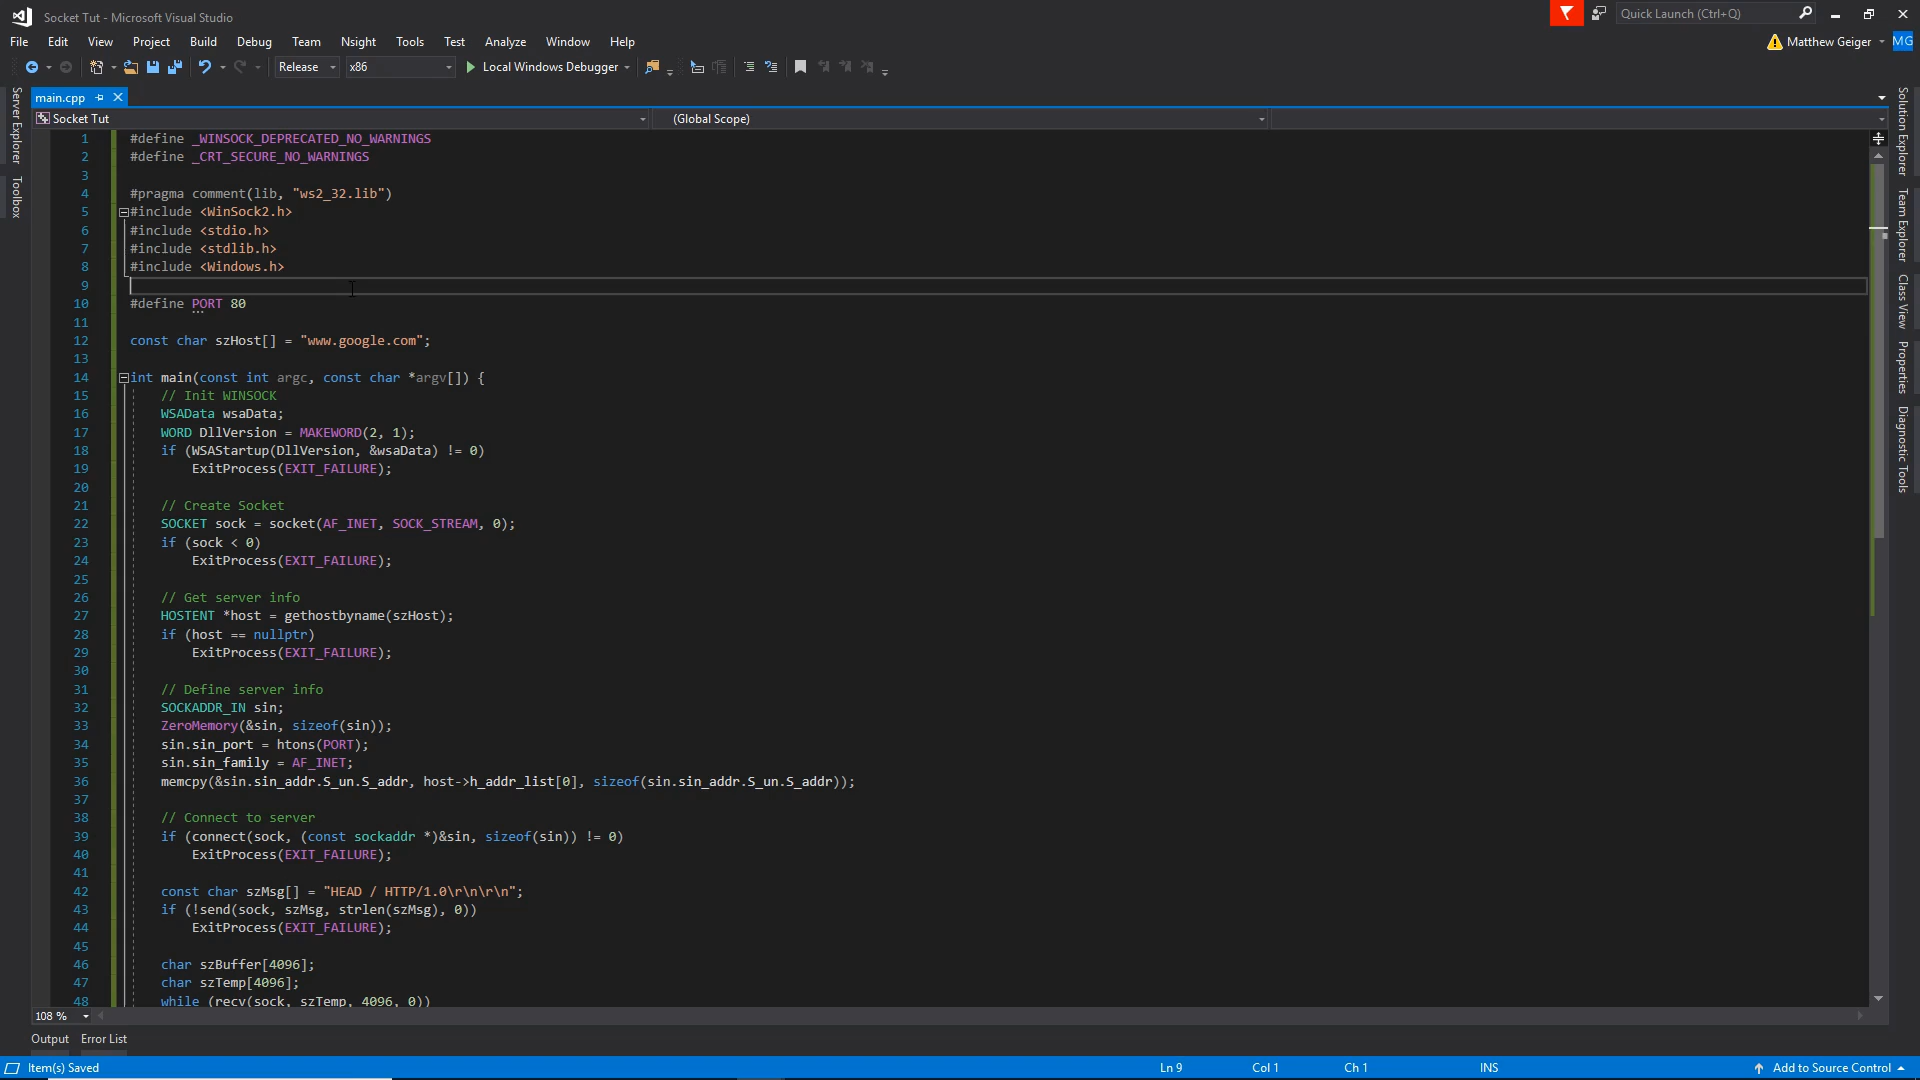 Socket Tut - Microsoft Visual Studio
Quick Launch (Ctrl+Q)
File Edit View Project Build Debug Team Nsight Tools Test Analyze Window Help
Matthew Geiger MG
Release x86 Local Windows Debugger
main.cpp
Socket Tut (Global Scope)
Server Explorer
Toolbox
Solution Explorer
Team Explorer
Class View
Properties
Diagnostic Tools
1 #define _WINSOCK_DEPRECATED_NO_WARNINGS
2 #define _CRT_SECURE_NO_WARNINGS
3
4 #pragma comment(lib, "ws2_32.lib")
5 #include <WinSock2.h>
6 #include <stdio.h>
7 #include <stdlib.h>
8 #include <Windows.h>
9
10 #define PORT 80
11
12 const char szHost[] = "www.google.com";
13
14 int main(const int argc, const char *argv[]) {
15 // Init WINSOCK
16 WSAData wsaData;
17 WORD DllVersion = MAKEWORD(2, 1);
18 if (WSAStartup(DllVersion, &wsaData) != 0)
19 ExitProcess(EXIT_FAILURE);
20
21 // Create Socket
22 SOCKET sock = socket(AF_INET, SOCK_STREAM, 0);
23 if (sock < 0)
24 ExitProcess(EXIT_FAILURE);
25
26 // Get server info
27 HOSTENT *host = gethostbyname(szHost);
28 if (host == nullptr)
29 ExitProcess(EXIT_FAILURE);
30
31 // Define server info
32 SOCKADDR_IN sin;
33 ZeroMemory(&sin, sizeof(sin));
34 sin.sin_port = htons(PORT);
35 sin.sin_family = AF_INET;
36 memcpy(&sin.sin_addr.S_un.S_addr, host->h_addr_list[0], sizeof(sin.sin_addr.S_un.S_addr));
37
38 // Connect to server
39 if (connect(sock, (const sockaddr *)&sin, sizeof(sin)) != 0)
40 ExitProcess(EXIT_FAILURE);
41
42 const char szMsg[] = "HEAD / HTTP/1.0\r\n\r\n";
43 if (!send(sock, szMsg, strlen(szMsg), 0))
44 ExitProcess(EXIT_FAILURE);
45
46 char szBuffer[4096];
47 char szTemp[4096];
48 while (recv(sock, szTemp, 4096, 0))
108 %
Output Error List
Item(s) Saved Ln 9 Col 1 Ch 1 INS Add to Source Control